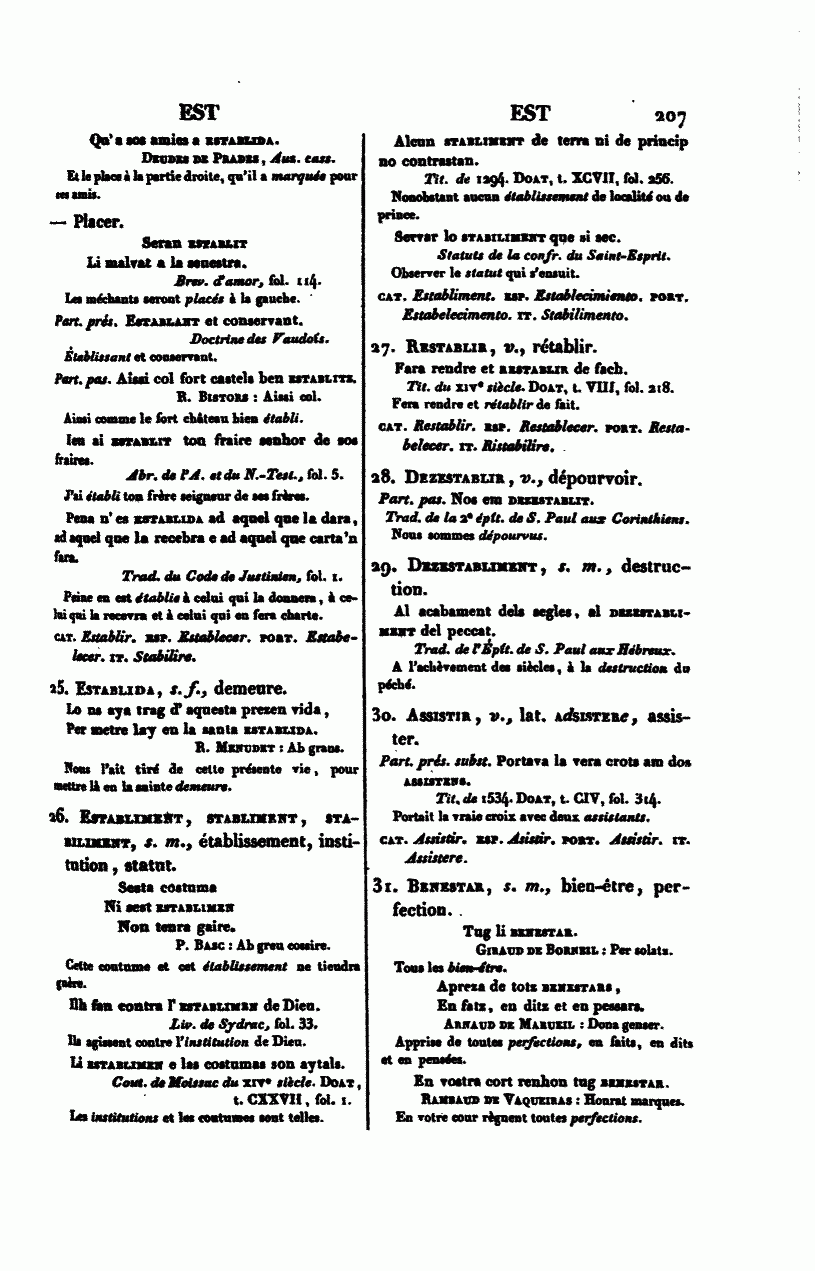 EST
EST 207
Qu'a sos amics a ESTABLIDA.
DEUDES DE PRADES, Aus. cass.
Et le place à la partie droite, qu'il a marquée pour
ses amis.
— Placer.
Seran ESTABLIT
Li malvat a la senestra.
Brev. d'amor, fol. 114.
Les méchants seront placés à la gauche.
Part. prés. ESTABLANT et conservant.
Doctrine des Vaudois.
Établissant et conservant.
Part. pas. Aissi col fort castels ben ESTABLITZ.
R. BISTORS : Aissi col.
Ainsi comme le fort château bien établi.
Ieu ai ESTABLIT ton fraire senhor de sos
fraires.
Abr. de l'A. et du N.-Test., fol. 5.
J'ai établi ton frère seigneur de ses frères.
Pena n'es ESTABLIDA ad aquel que la dara,
ad aquel que la recebra e ad aquel que carta'n
fara.
Trad. du Code de Justinien, fol. 1.
Peine en est établie à celui qui la donnera, à ce-
lui qui la recevra et à celui qui en fera charte.
CAT. Establir. ESP. Establecer. PORT. Estabe-
lecer. IT. Stabilire.
25. ESTABLIDA, s. f., demeure.
Lo ns aya trag d'aquesta prezen vida,
Per metre lay en la santa ESTABLIDA.
R. MENUDET : Ab grans.
Nous l'ait tiré de cette présente vie, pour
mettre là en la sainte demeure.
26. ESTABLIMENT, STABLIMENT, STA-
BILIMENT, s. m., établissement, insti-
tution, statut.
Sesta costuma
Ni sest ESTABLIMEN
Non tenra gaire.
P. BASC : Ab greu cossire.
Cette coutume et cet établissement ne tiendra
guère.
Ilh fan contra l'ESTABLIMEN de Dieu.
Liv. de Sydrac, fol. 33.
Ils agissent contre l'institution de Dieu.
Li ESTABLIMEN e las costumas son aytals.
Cout. de Moissac du XIVe siècle. DOAT,
t. CXXVII, fol. 1.
Les institutions et les coutumes sont telles.
Alcun STABLIMENT de terra ni de princip
no contrastan.
Tit. de 1294. DOAT, t. XCVII, fol. 256.
Nonobstant aucun établissement de localité ou de
prince.
Servar lo STABILIMENT que si sec.
Statuts de la confr. du Saint-Esprit.
Observer le statut qui s'ensuit.
CAT. Establiment. ESP. Establecimiento. PORT.
Estabelecimento. IT. Stabilimento.
27. RESTABLIR, v., rétablir.
Fara rendre et RESTABLIR de fach.
Tit. du XIVe siècle. DOAT, t. VIII, fol. 218.
Fera rendre et rétablir de fait.
CAT. Restablir. ESP. Restablecer. PORT. Resta-
belecer. IT. Ristabilire.
28. DEZESTABLIR, v., dépourvoir.
Part. pas. Nos em DEZESTABLIT.
Trad. de la 2e épît. de S. Paul aux Corinthiens.
Nous sommes dépourvus.
29. DEZESTABLIMENT, s. m., destruc-
tion.
Al acabament dels segles, al DEZESTABLI-
MENT del peccat.
Trad. de l'Épît. de S. Paul aux Hébreux.
A l'achèvement des siècles, à la destruction du
péché.
30. ASSISTIR, v., lat. AdSISTERe, assis-
ter.
Part. prés. subst. Portava la vera crots am dos
ASSISTENS.
Tit. de 1534. DOAT, t. CIV, fol. 314.
Portait la vraie croix avec deux assistants.
CAT. Assistir. ESP. Asistir. PORT. Assistir. IT.
Assistere.
31. BENESTAR, s. m., bien-être, per-
fection.
Tug li BENESTAR.
GIRAUD DE BORNEIL : Per solatz.
Tous les bien-être.
Apreza de totz BENESTARS,
En fatz, en ditz et en pessars.
ARNAUD DE MARUEIL : Dona genser.
Apprise de toutes perfections, en faits, en dits
et en pensées.
En vostra cort renhon tug BENESTAR.
RAMBAUD DE VAQUEIRAS : Honrat marques.
En votre cour règnent toutes perfections.